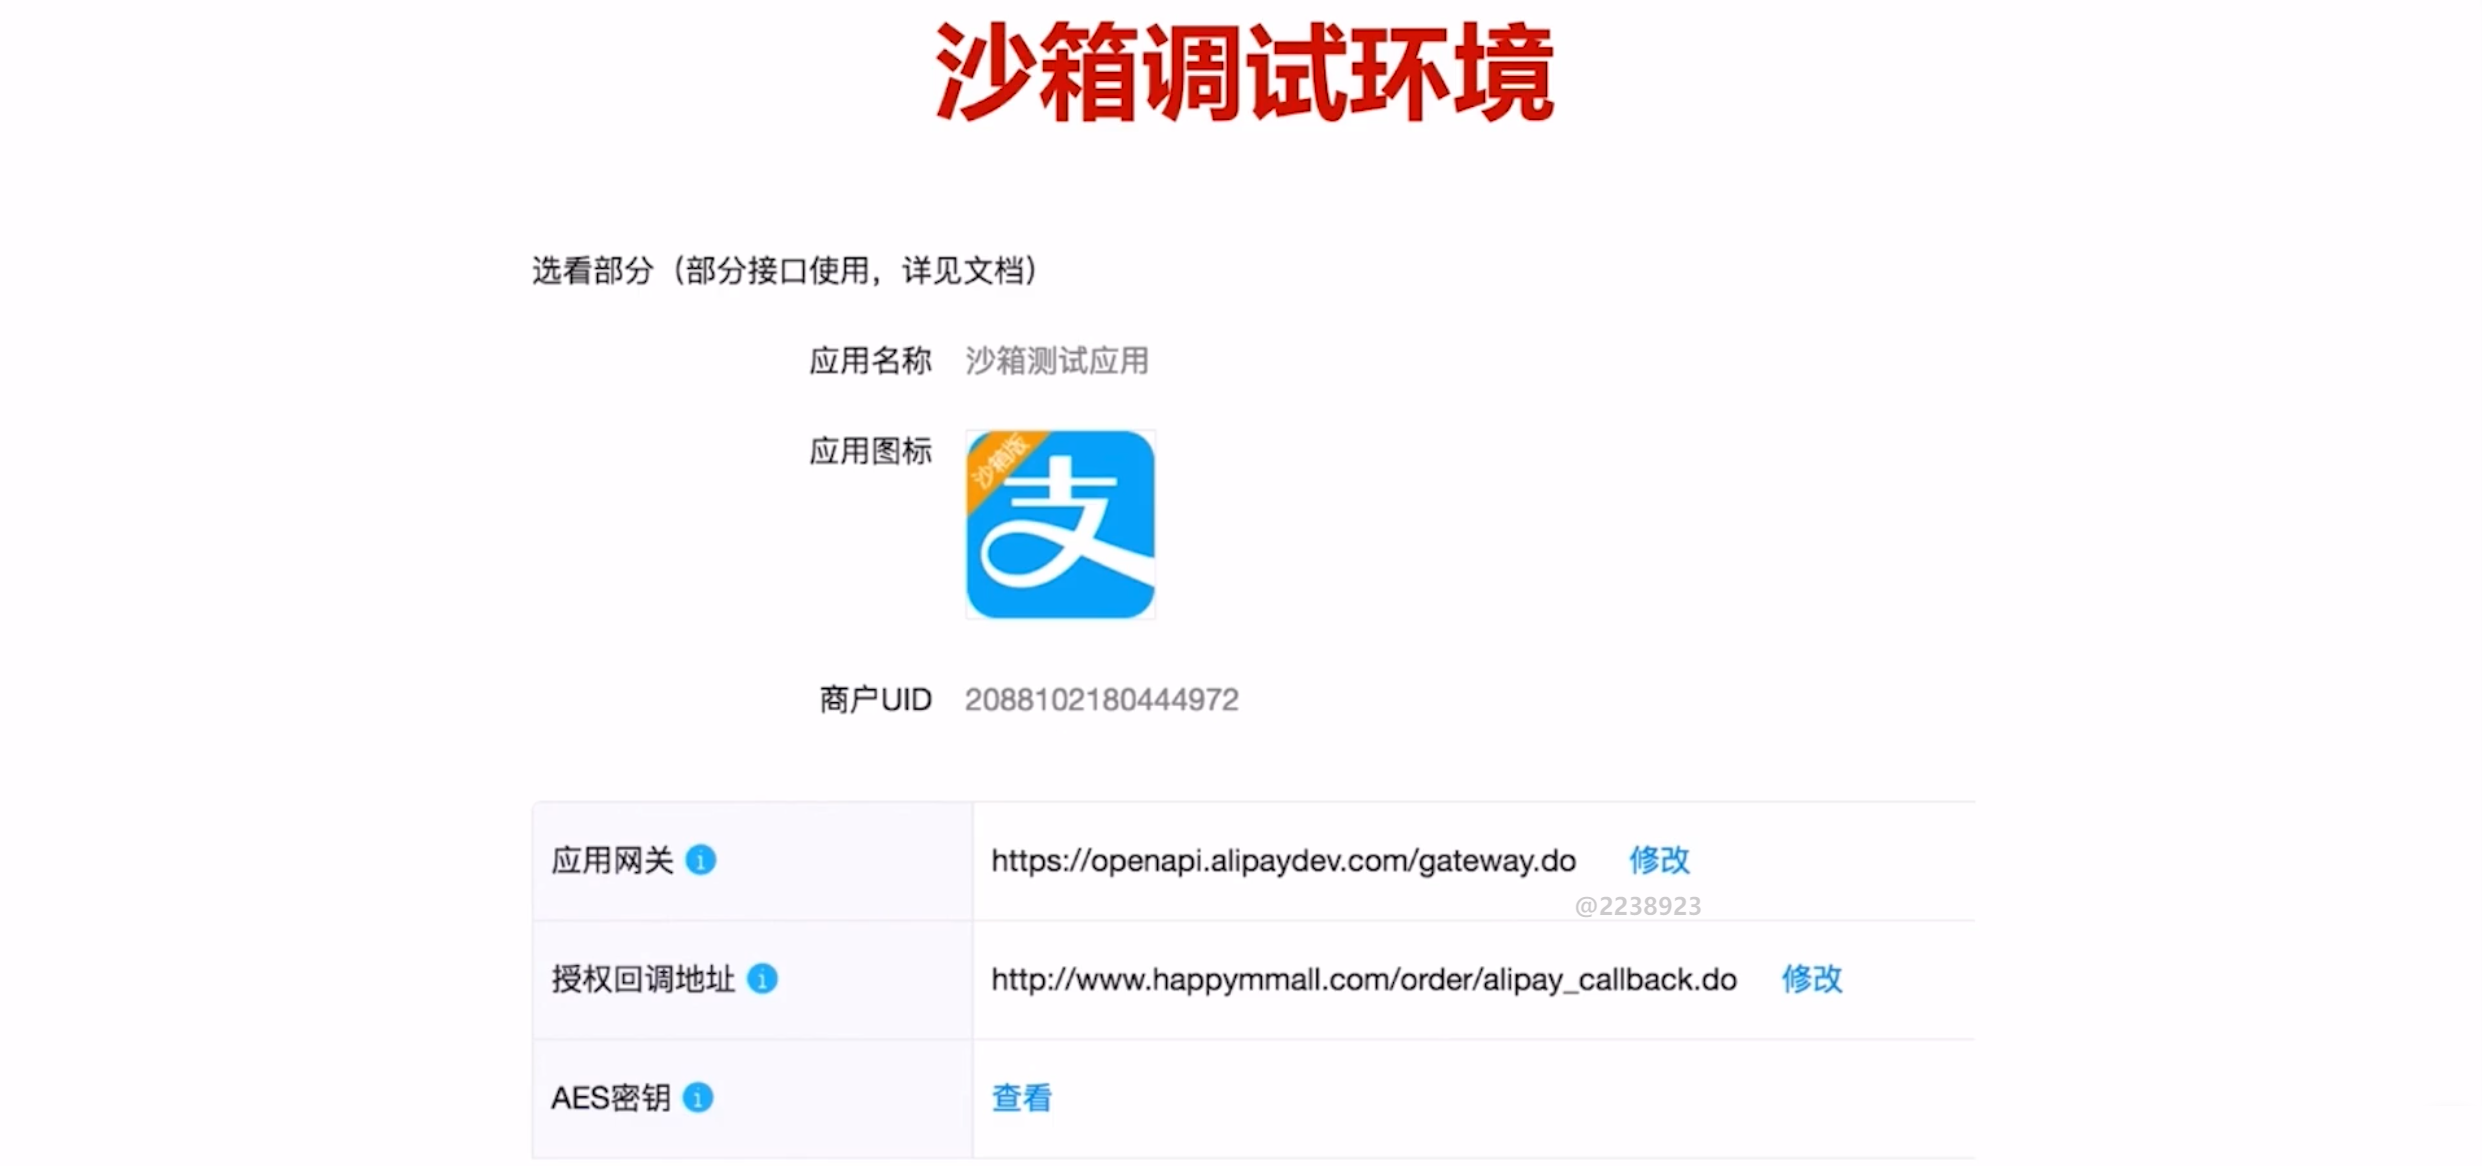 沙箱调试环境
选看部分（部分接口使用，详见文档）
应用名称 沙箱测试应用
应用图标
沙箱版
支
商户UID 2088102180444972
应用网关 https://openapi.alipaydev.com/gateway.do 修改
@2238923
授权回调地址 http://www.happymmall.com/order/alipay_callback.do 修改
AES密钥 查看